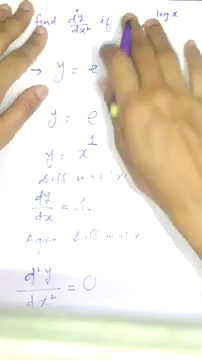 find d²y/dx² if log x
→ y = e
y = e
y = x¹
Diff w.r.t. x
dy/dx = 1.
Again Diff w.r.t. x
d²y/dx² = 0